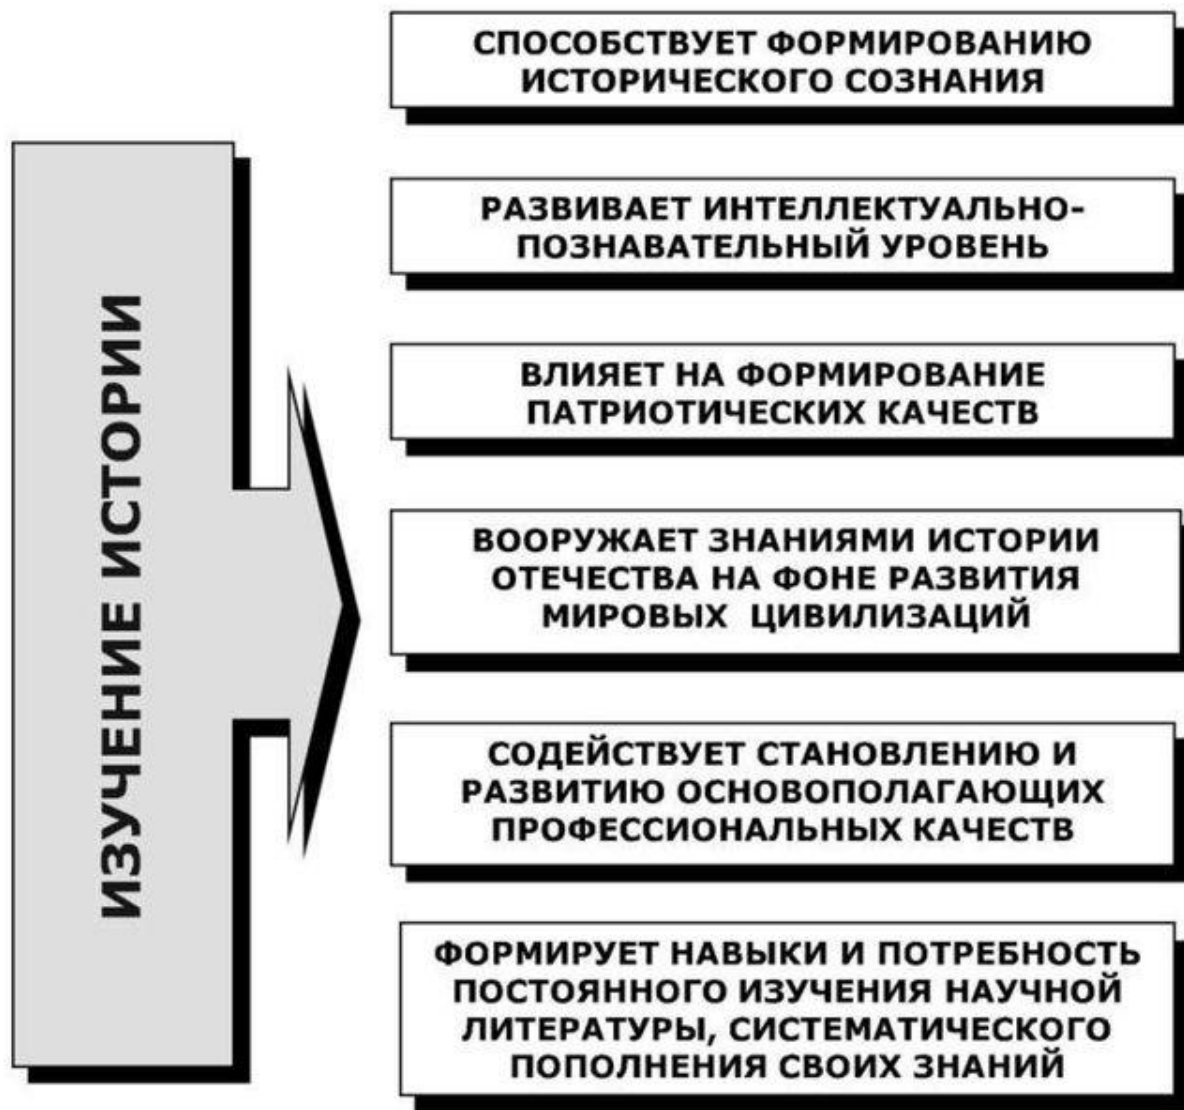 ИЗУЧЕНИЕ ИСТОРИИ
СПОСОБСТВУЕТ ФОРМИРОВАНИЮ
ИСТОРИЧЕСКОГО СОЗНАНИЯ
РАЗВИВАЕТ ИНТЕЛЛЕКТУАЛЬНО-
ПОЗНАВАТЕЛЬНЫЙ УРОВЕНЬ
ВЛИЯЕТ НА ФОРМИРОВАНИЕ
ПАТРИОТИЧЕСКИХ КАЧЕСТВ
ВООРУЖАЕТ ЗНАНИЯМИ ИСТОРИИ
ОТЕЧЕСТВА НА ФОНЕ РАЗВИТИЯ
МИРОВЫХ ЦИВИЛИЗАЦИЙ
СОДЕЙСТВУЕТ СТАНОВЛЕНИЮ И
РАЗВИТИЮ ОСНОВОПОЛАГАЮЩИХ
ПРОФЕССИОНАЛЬНЫХ КАЧЕСТВ
ФОРМИРУЕТ НАВЫКИ И ПОТРЕБНОСТЬ
ПОСТОЯННОГО ИЗУЧЕНИЯ НАУЧНОЙ
ЛИТЕРАТУРЫ, СИСТЕМАТИЧЕСКОГО
ПОПОЛНЕНИЯ СВОИХ ЗНАНИЙ